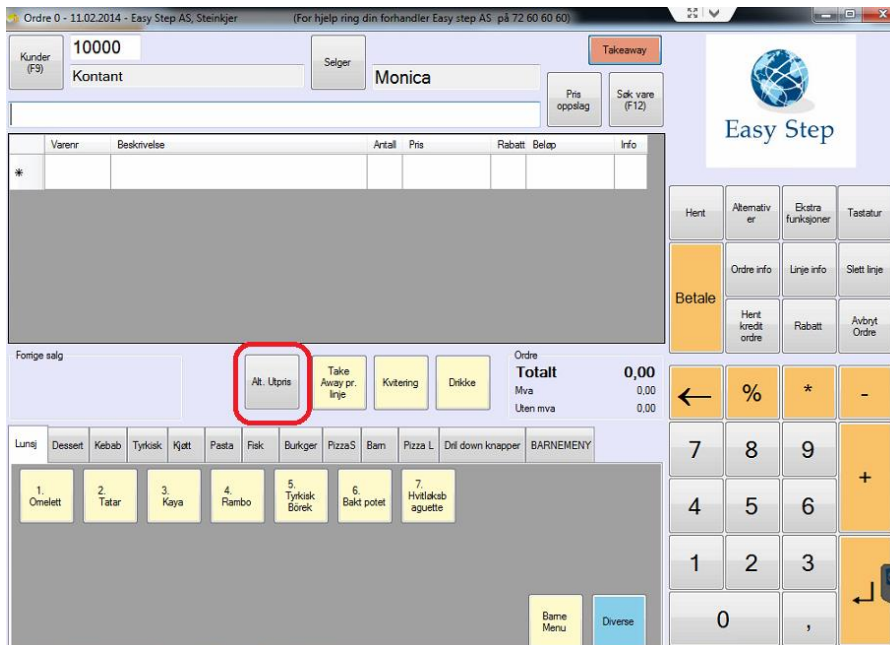 Ordre 0 - 11.02.2014 - Easy Step AS, Steinkjer (For hjelp ring din forhandler Easy step AS på 72 60 60 60)
Kunder
(F9)
10000
Kontant
Selger
Monica
Takeaway
Pris
oppslag
Søk vare
(F12)
Easy Step
Varenr Beskrivelse Antall Pris Rabatt Beløp Info
Hent
Alternativ
er
Ekstra
funksjoner
Tastatur
Betale
Ordre info
Linje info
Slett linje
Hent
kredit
ordre
Rabatt
Avbryt
Ordre
Forrige salg
Alt. Utpris
Take
Away pr.
linje
Kvitering
Drikke
Ordre
Totalt 0,00
Mva 0,00
Uten mva 0,00
← % * -
Lunsj Dessert Kebab Tyrkisk Kjøtt Pasta Fisk Burkger PizzaS Barn Pizza L Dril down knapper BARNEMENY
1.
Omelett
2.
Tatar
3.
Kaya
4.
Rambo
5.
Tyrkisk
Börek
6.
Bakt potet
7.
Hvitløksb
aguette
7 8 9 +
4 5 6
1 2 3
0 ,
Barne
Menu
Diverse